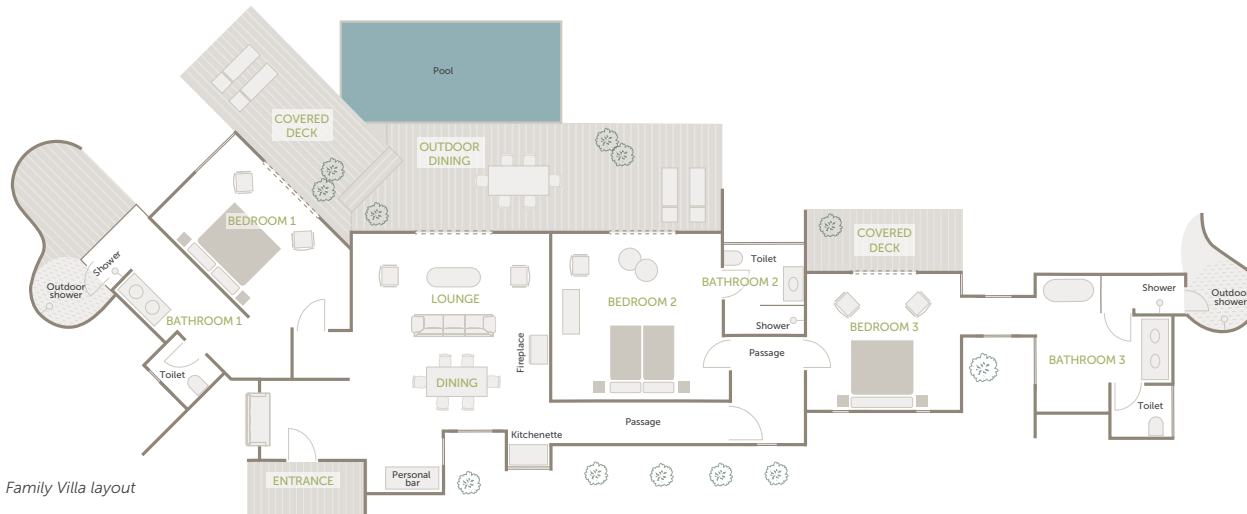 Pool
COVERED
DECK
OUTDOOR
DINING
BEDROOM 1
COVERED
DECK
Shower
Outdoor
shower
BATHROOM 1
Toilet
LOUNGE
Fireplace
DINING
BEDROOM 2
Toilet
BATHROOM 2
Shower
Passage
BEDROOM 3
Shower
Outdoor
shower
BATHROOM 3
Toilet
Passage
Kitchenette
Personal
bar
ENTRANCE
Family Villa layout